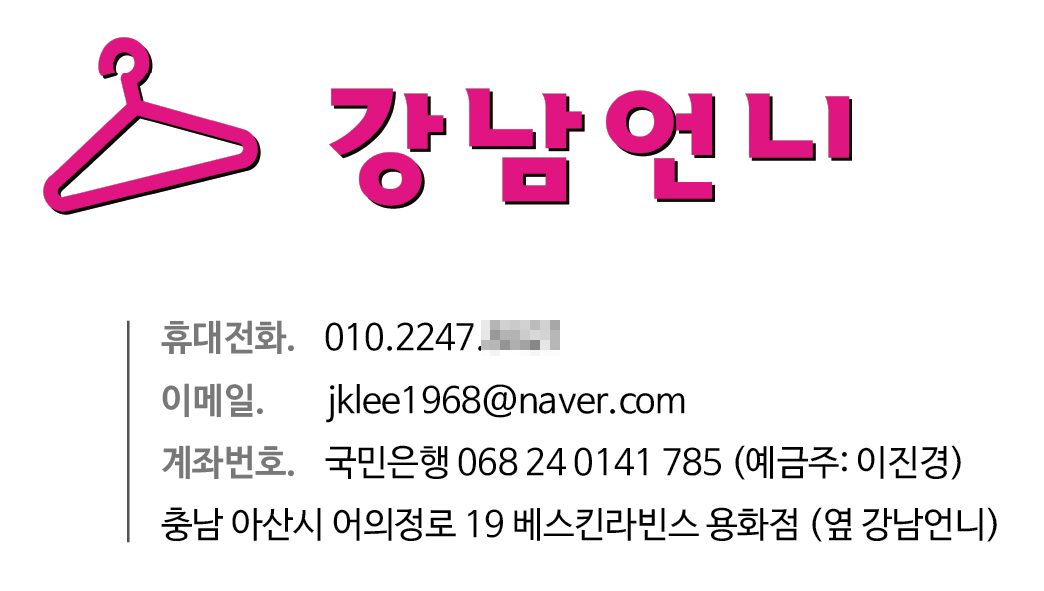 강남언니
휴대전화. 010.2247.
이메일. jklee1968@naver.com
계좌번호. 국민은행 068 24 0141 785 (예금주: 이진경)
충남 아산시 어의정로 19 베스킨라빈스 용화점 (옆 강남언니)